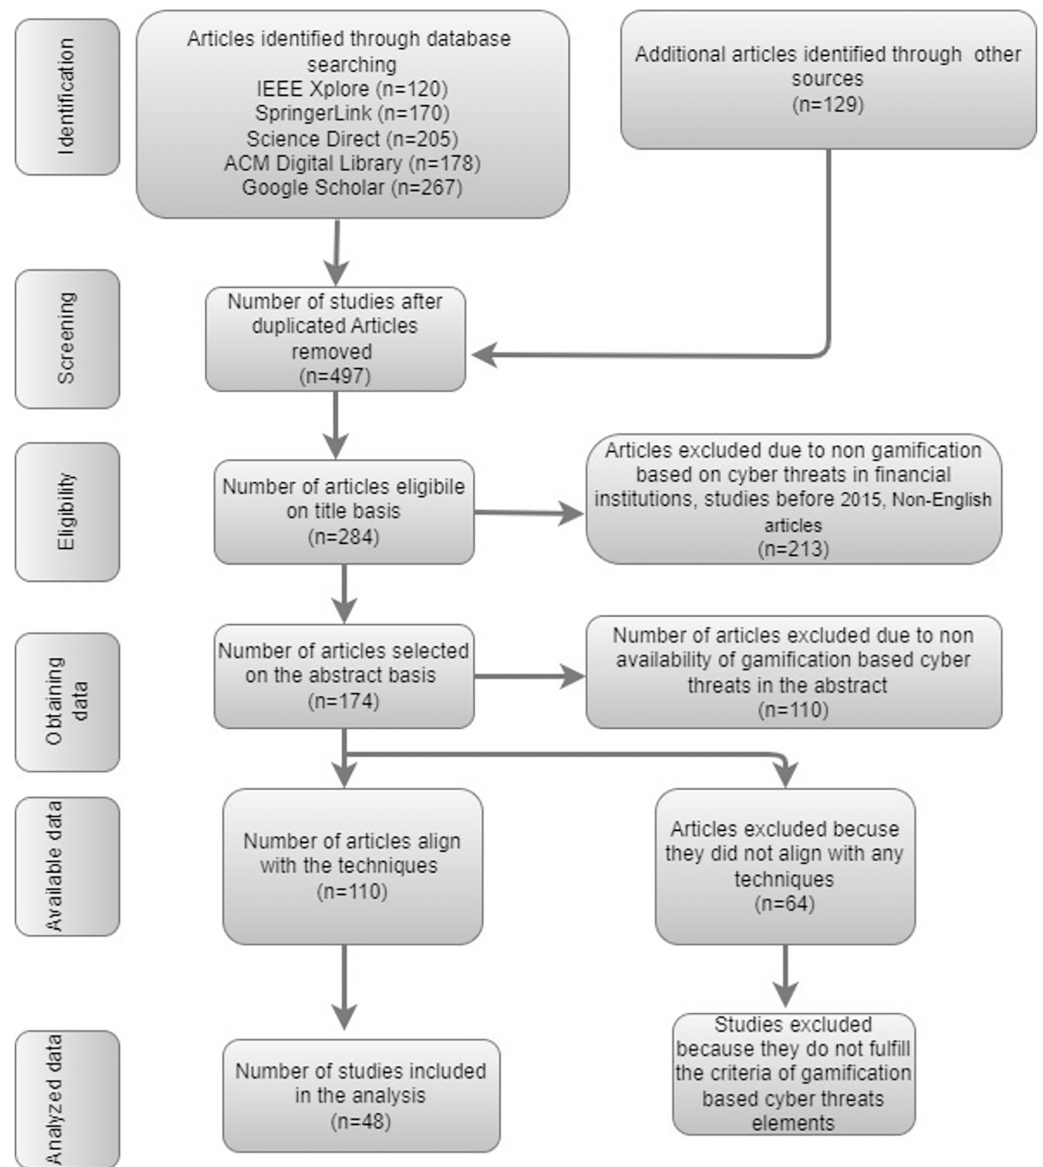 Identification
Articles identified through database
searching
IEEE Xplore (n=120)
SpringerLink (n=170)
Science Direct (n=205)
ACM Digital Library (n=178)
Google Scholar (n=267)
Additional articles identified through other
sources
(n=129)
Screening
Number of studies after
duplicated Articles
removed
(n=497)
Eligibility
Number of articles eligibile
on title basis
(n=284)
Articles excluded due to non gamification
based on cyber threats in financial
institutions, studies before 2015, Non-English
articles
(n=213)
Obtaining
data
Number of articles selected
on the abstract basis
(n=174)
Number of articles excluded due to non
availability of gamification based cyber
threats in the abstract
(n=110)
Available data
Number of articles align
with the techniques
(n=110)
Articles excluded becuse
they did not align with any
techniques
(n=64)
Analyzed data
Number of studies included
in the analysis
(n=48)
Studies excluded
because they do not fulfill
the criteria of gamification
based cyber threats
elements